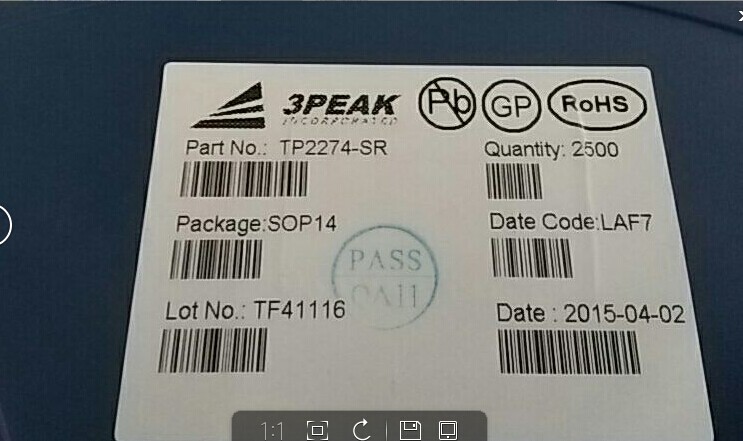 3PEAK
INCORPORATED
Pb
GP
RoHS
Part No.: TP2274-SR
Quantity: 2500
Package:SOP14
Date Code:LAF7
PASS
Lot No.: TF41116
Date : 2015-04-02
1:1